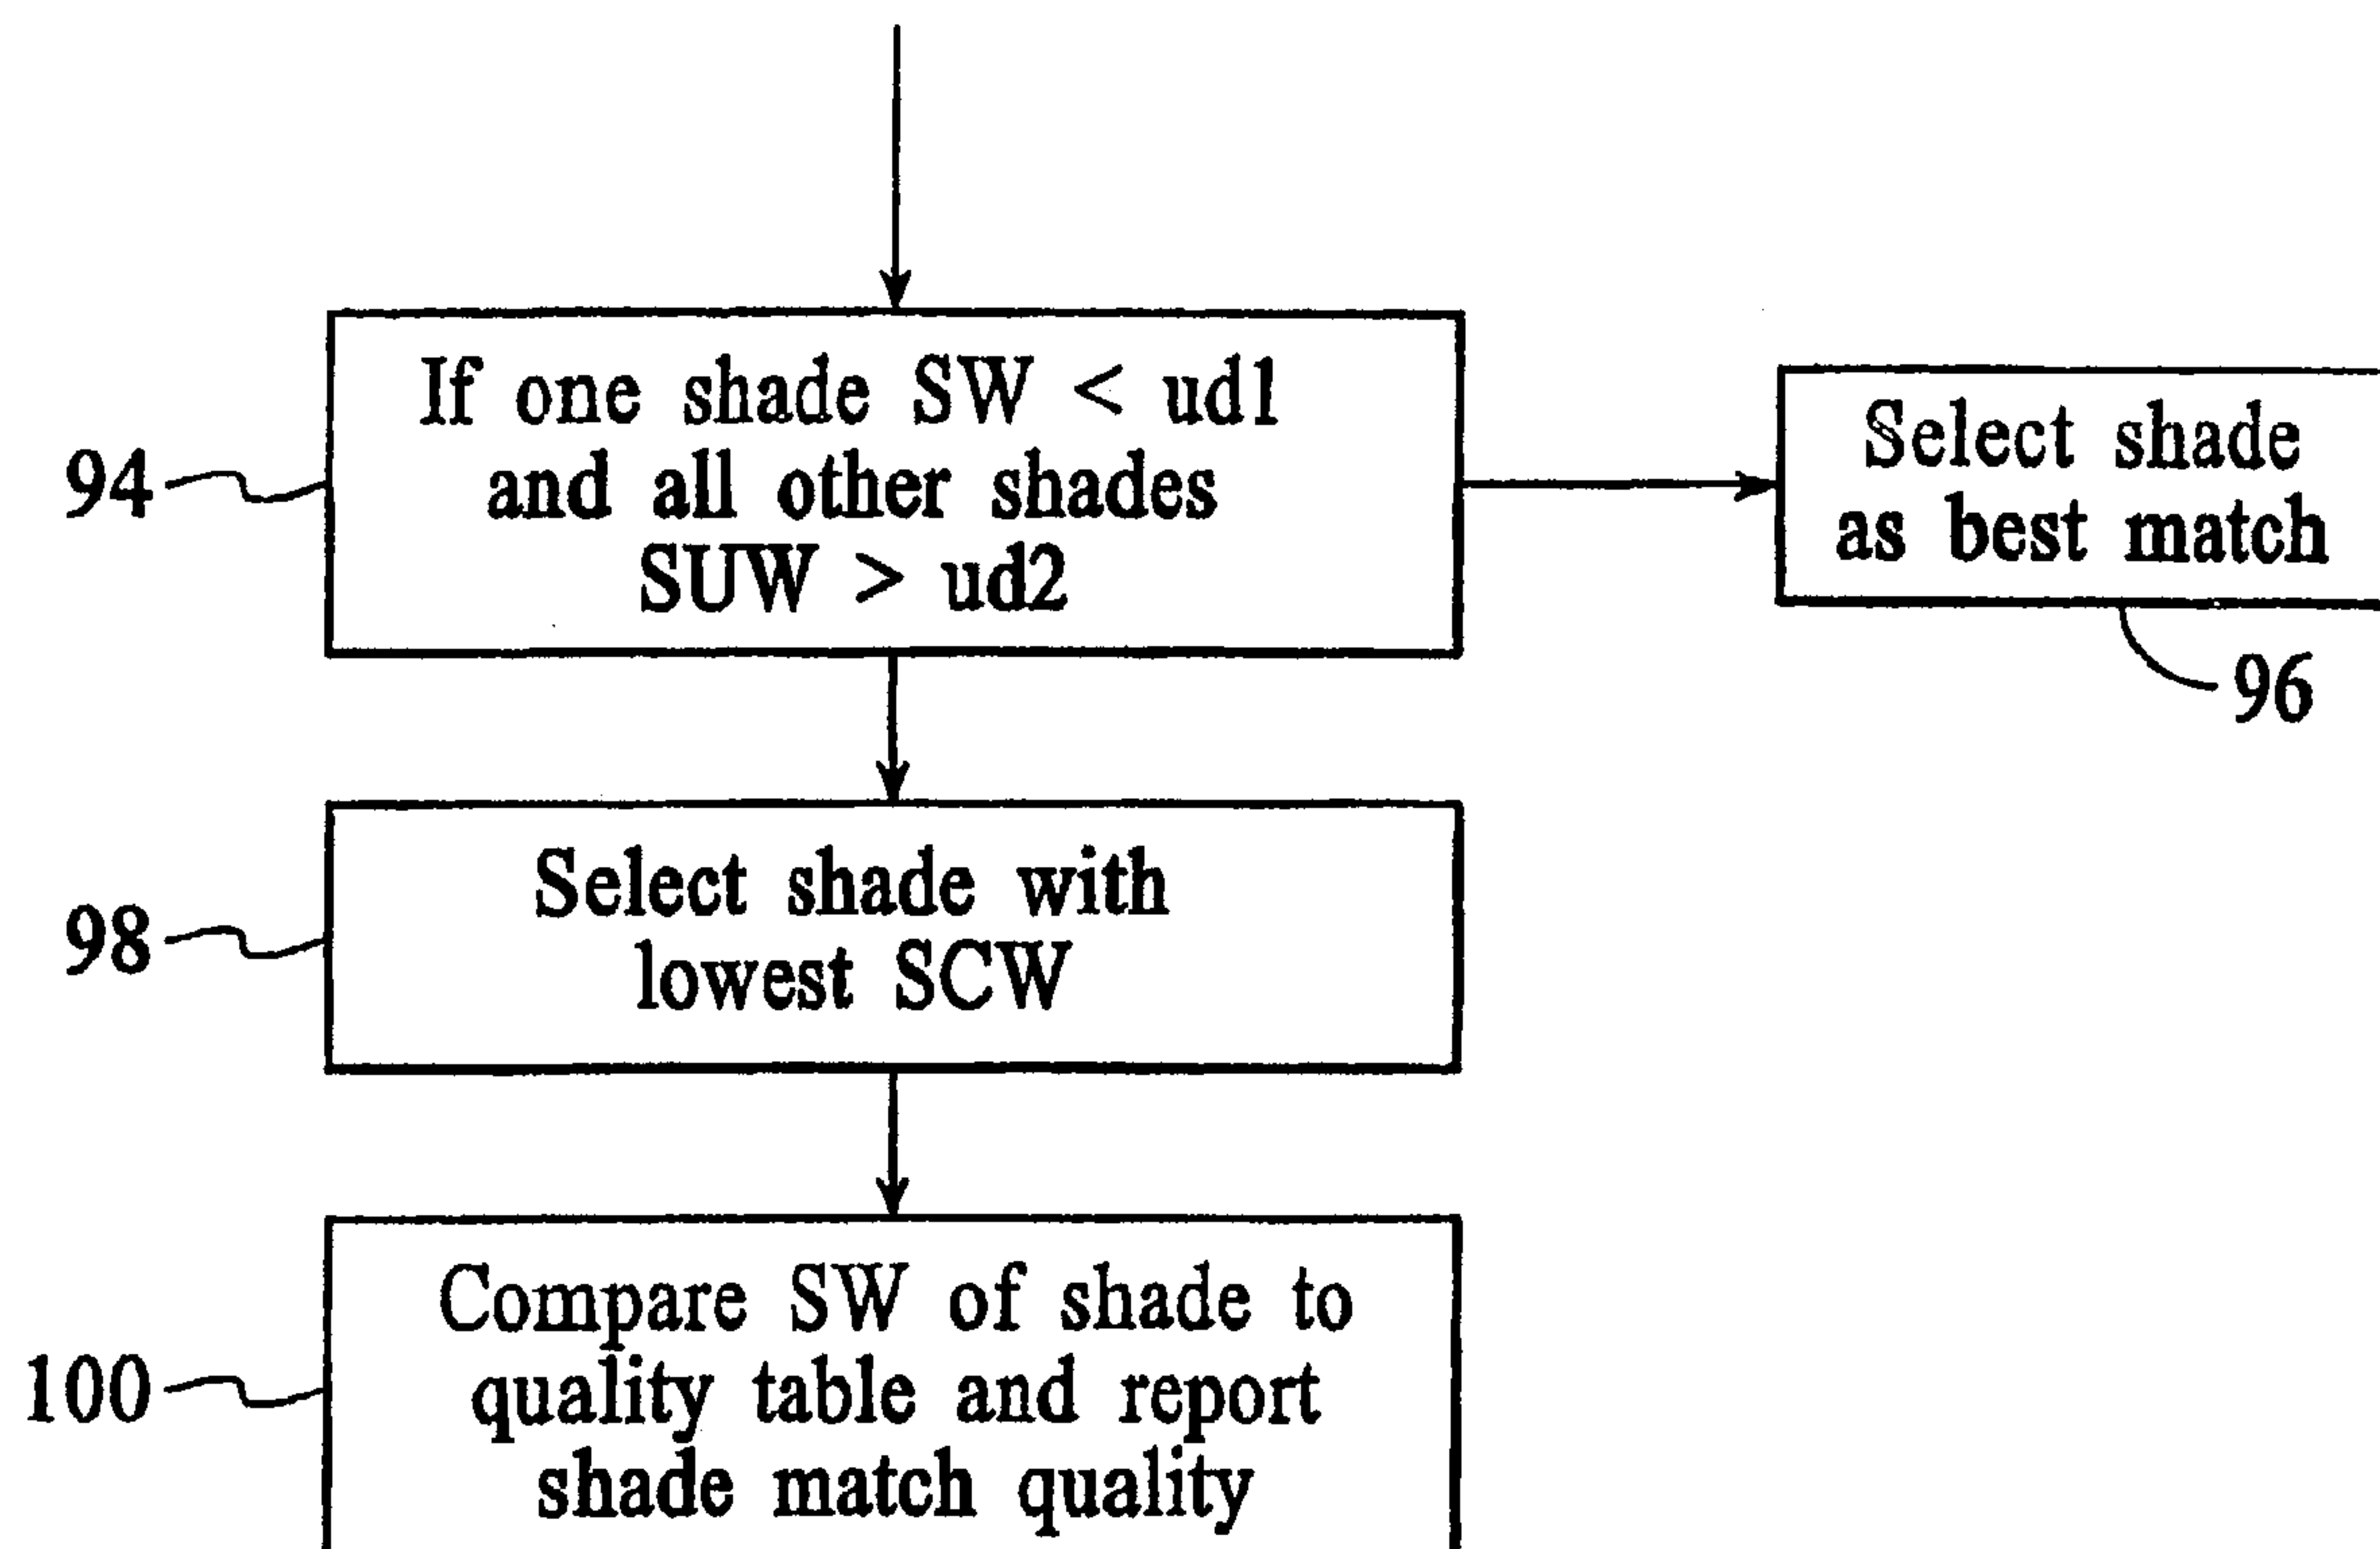 If one shade SW < ud1
and all other shades
SUW > ud2
94
Select shade
as best match
96
Select shade with
lowest SCW
98
Compare SW of shade to
quality table and report
shade match quality
100